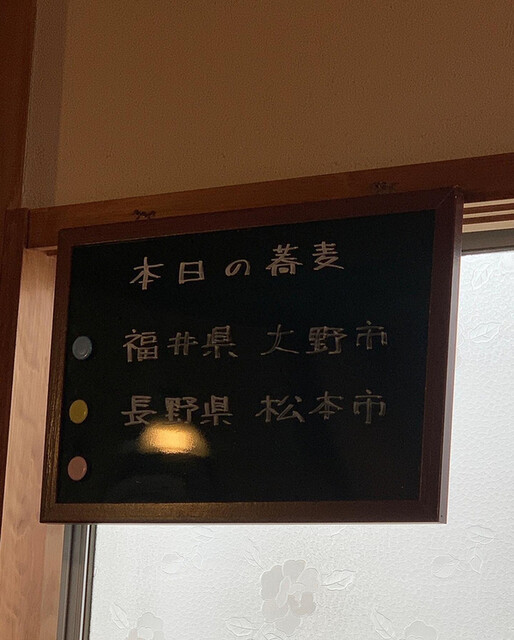 本日の蕎麦
福井県 大野市
長野県 松本市